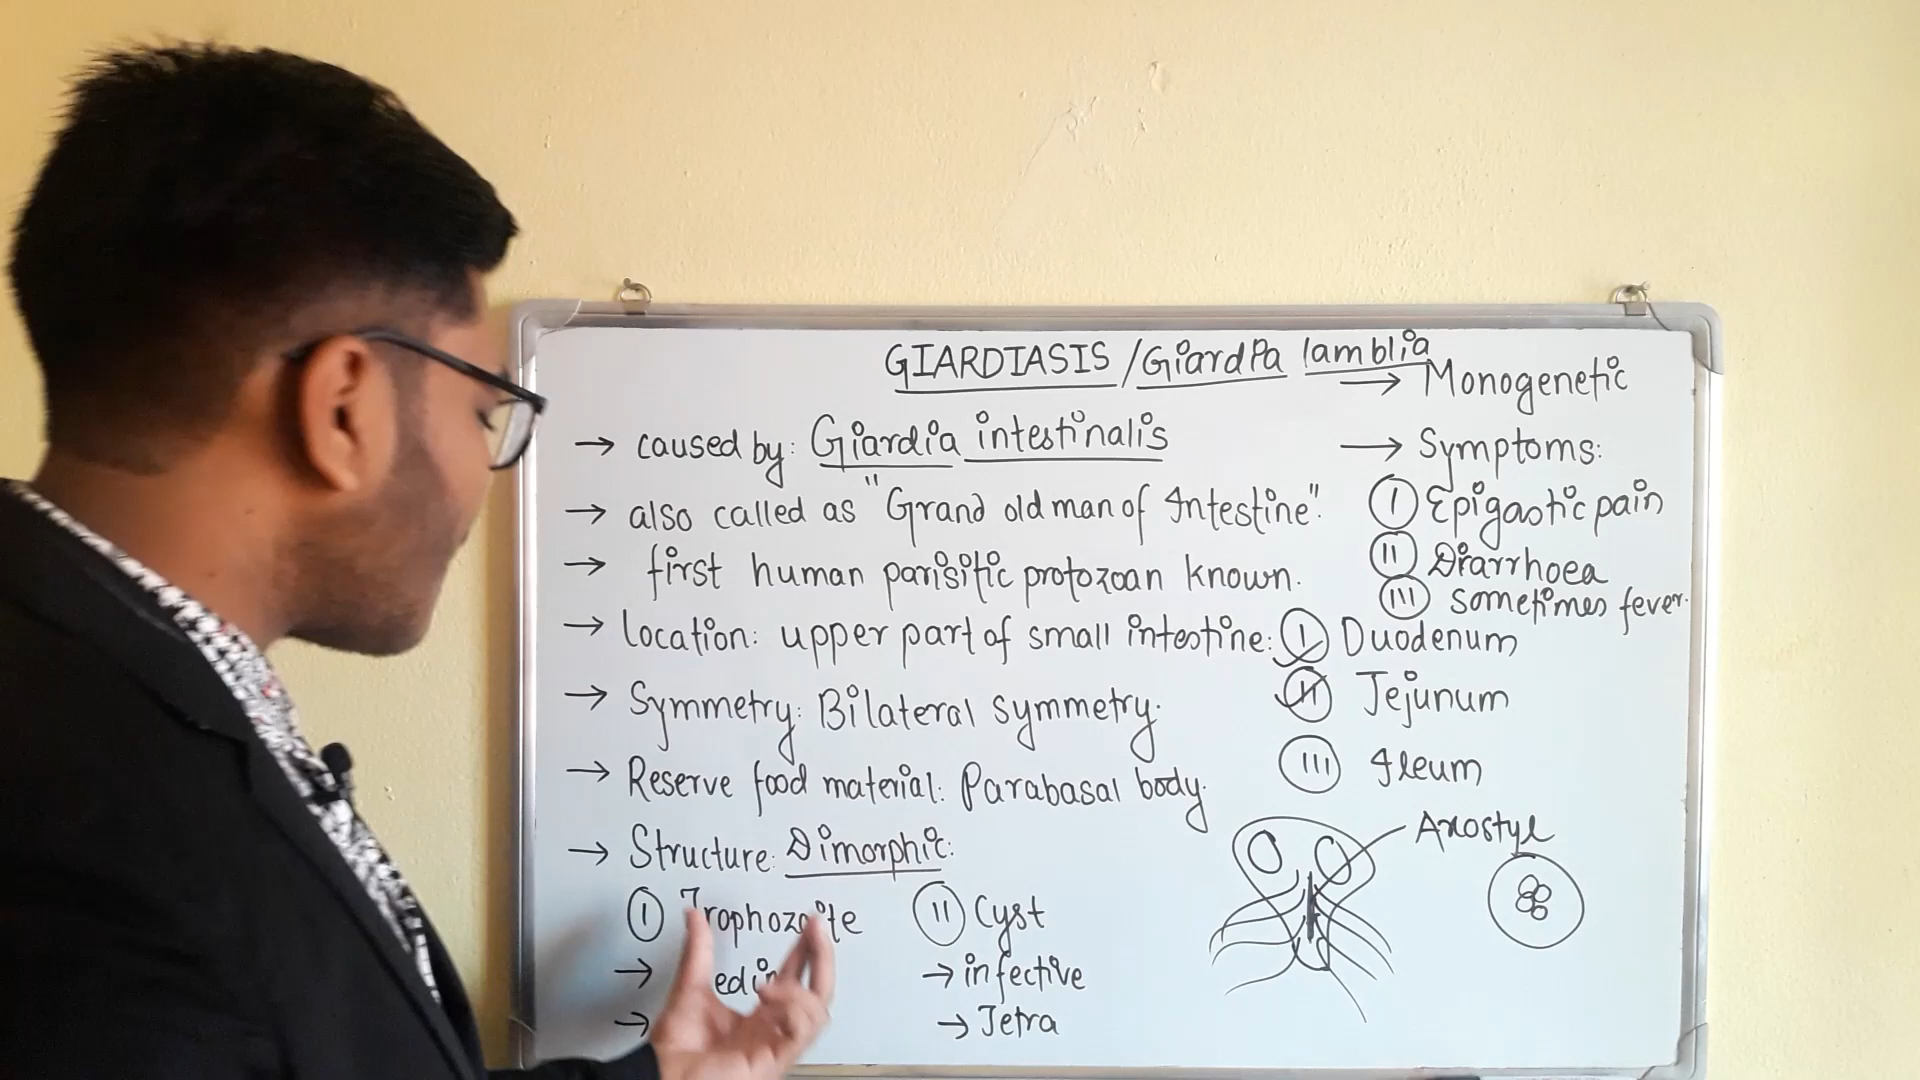 GIARDIASIS / Giardia lamblia
→ caused by: Giardia intestinalis
→ also called as "Grand old man of Intestine".
→ first human parisitic protozoan known.
→ Location: upper part of small intestine: I Duodenum
II Jejunum
III Ileum
→ Symmetry: Bilateral symmetry.
→ Reserve food material: Parabasal body.
→ Structure: Dimorphic:
I Trophozoite
→
→
II Cyst
→ infective
→ Tetra
→ Monogenetic
→ Symptoms:
I Epigastic pain
II Diarrhoea
III sometimes fever.
Axostyl